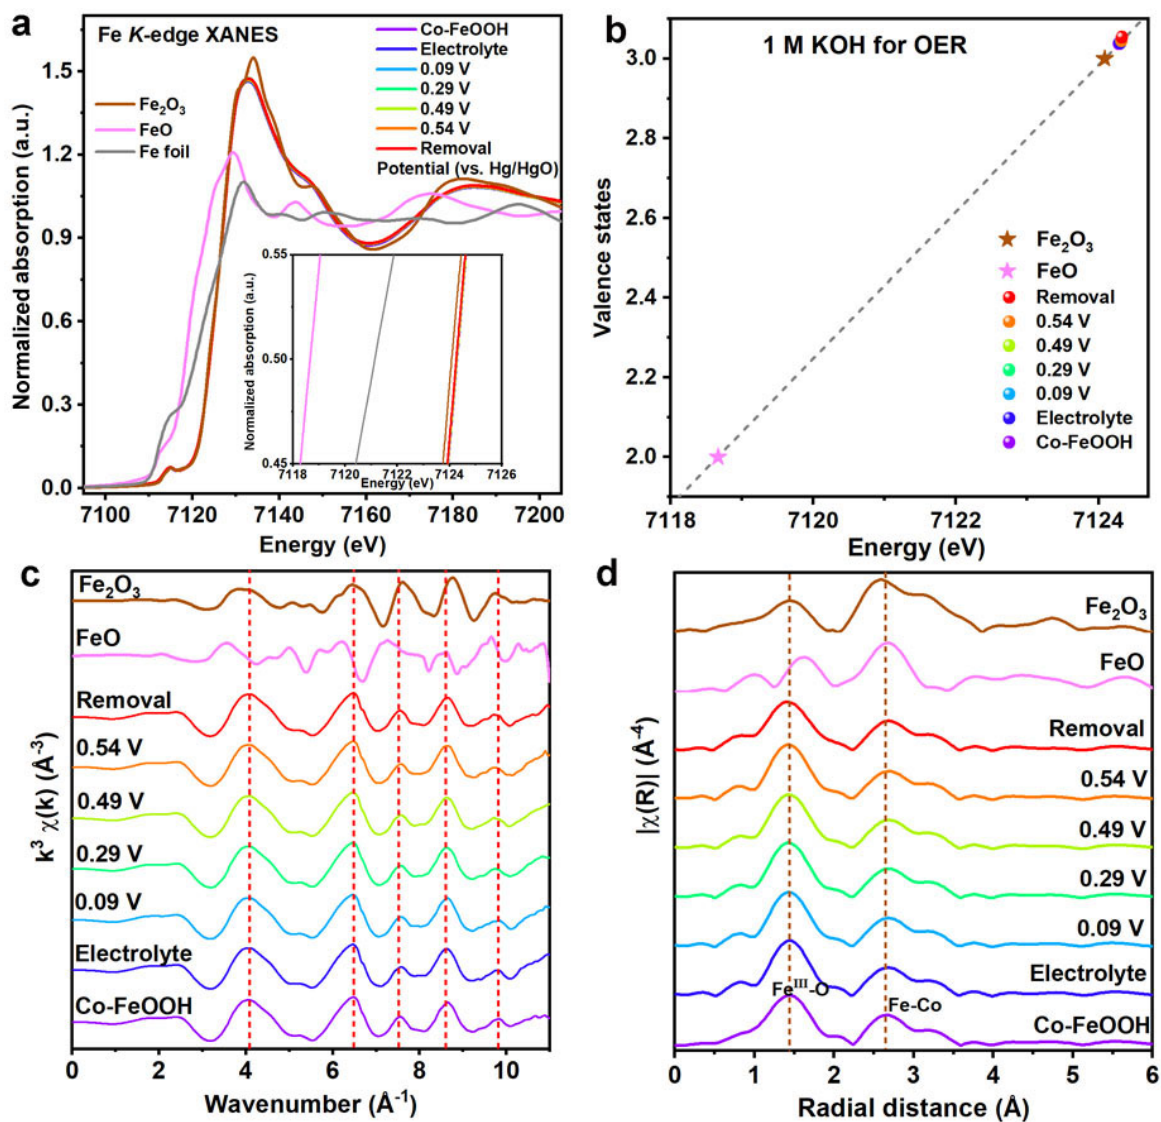 a
Fe K-edge XANES
Fe₂O₃
FeO
Fe foil
Co-FeOOH
Electrolyte
0.09 V
0.29 V
0.49 V
0.54 V
Removal
Potential (vs. Hg/HgO)
Normalized absorption (a.u.)
1.5
1.2
0.9
0.6
0.3
0.0
7100
7120
7140
7160
7180
7200
Energy (eV)
Normalized absorption (a.u.)
0.55
0.50
0.45
7118
7120
7122
7124
7126
Energy (eV)
b
1 M KOH for OER
Valence states
3.0
2.8
2.6
2.4
2.2
2.0
7118
7120
7122
7124
Energy (eV)
Fe₂O₃
FeO
Removal
0.54 V
0.49 V
0.29 V
0.09 V
Electrolyte
Co-FeOOH
c
Fe₂O₃
FeO
Removal
0.54 V
0.49 V
0.29 V
0.09 V
Electrolyte
Co-FeOOH
k³ χ(k) (Å⁻³)
0
2
4
6
8
10
Wavenumber (Å⁻¹)
d
Fe₂O₃
FeO
Removal
0.54 V
0.49 V
0.29 V
0.09 V
Electrolyte
Co-FeOOH
Feᴵᴵᴵ-O
Fe-Co
|χ(R)| (Å⁻⁴)
0
1
2
3
4
5
6
Radial distance (Å)